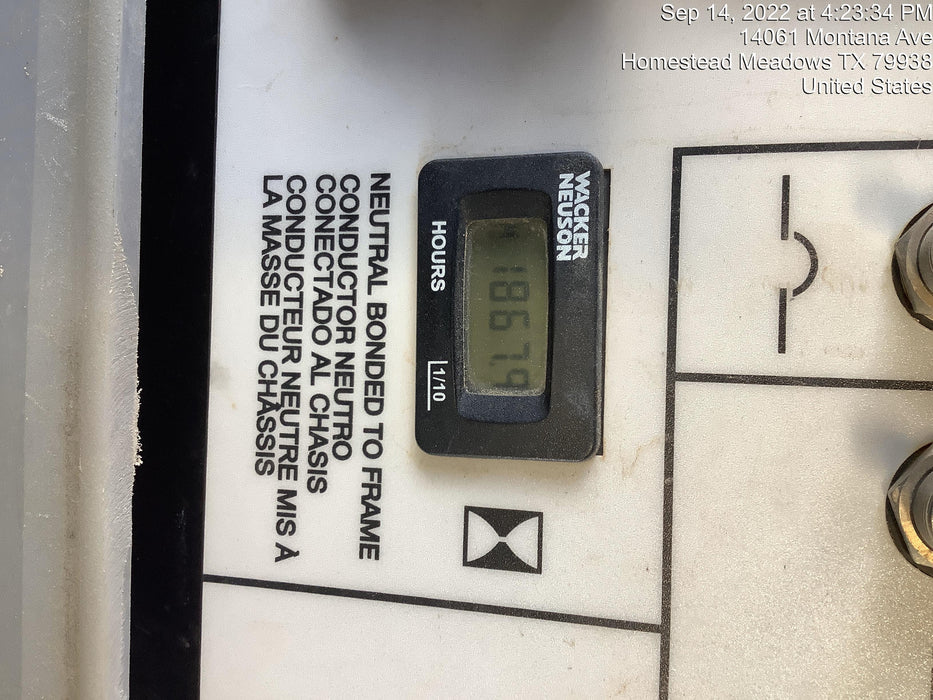 Sep 14, 2022 at 4:23:34 PM
14061 Montana Ave
Homestead Meadows TX 79938
United States
WACKER
NEUSON
1867.9
HOURS
1/10
NEUTRAL BONDED TO FRAME
CONDUCTOR NEUTRO
CONECTADO AL CHASIS
CONDUCTEUR NEUTRE MIS À
LA MASSE DU CHÂSSIS